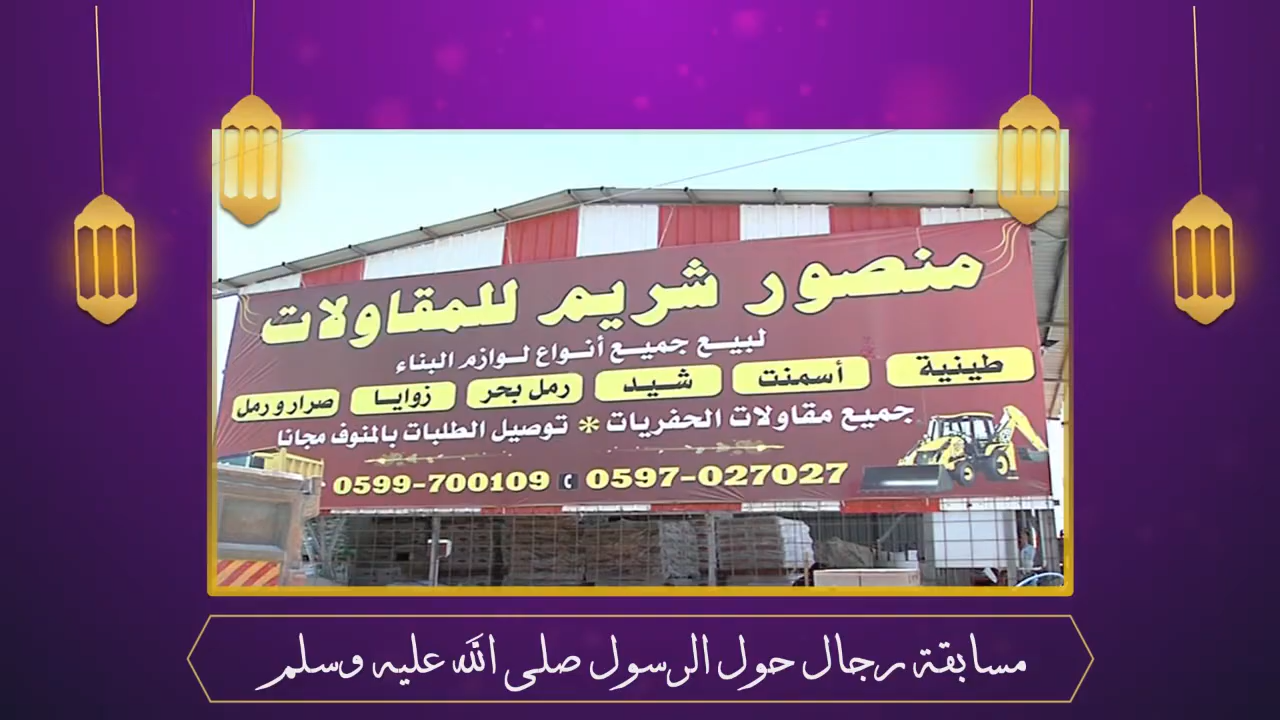 منصور شريم للمقاولات
لبيع جميع أنواع لوازم البناء
طينية أسمنت شيد رمل بحر زوايا صرار و رمل
جميع مقاولات الحفريات * توصيل الطلبات بالمنوف مجانا
0599-700109 0597-027027
مسابقة رجال حول الرسول صلى الله عليه وسلم